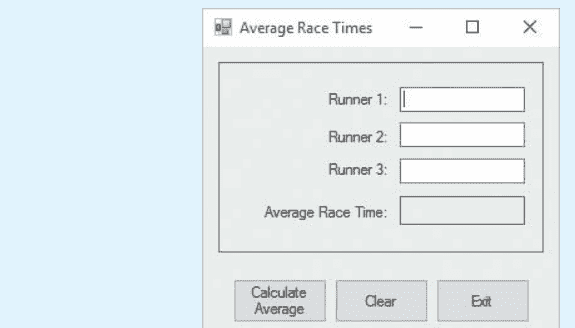 Average Race Times
Runner 1:
Runner 2:
Runner 3:
Average Race Time:
Calculate
Average
Clear
Exit